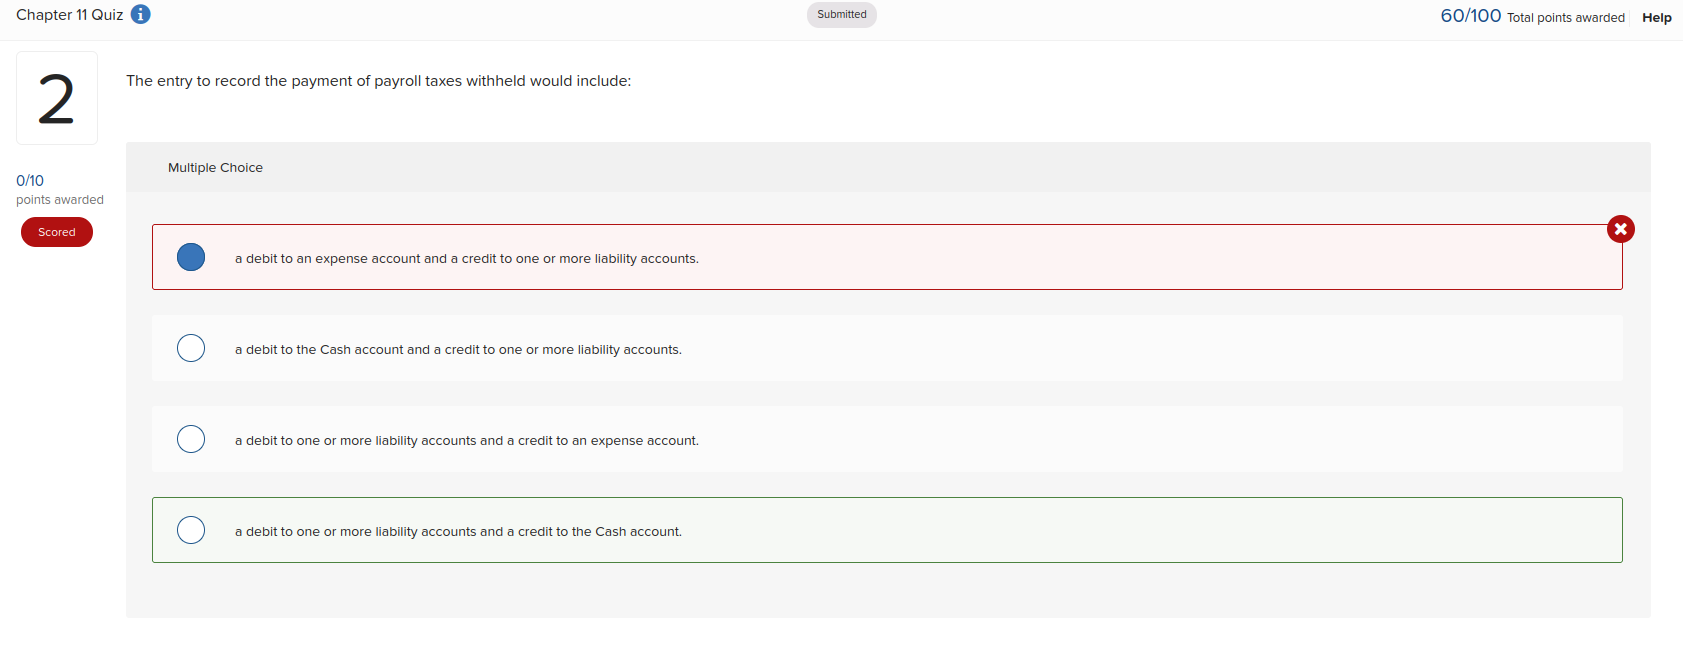 Chapter 11 Quiz i
Submitted
60/100 Total points awarded Help
2
The entry to record the payment of payroll taxes withheld would include:
Multiple Choice
0/10
points awarded
Scored
a debit to an expense account and a credit to one or more liability accounts.
a debit to the Cash account and a credit to one or more liability accounts.
a debit to one or more liability accounts and a credit to an expense account.
a debit to one or more liability accounts and a credit to the Cash account.